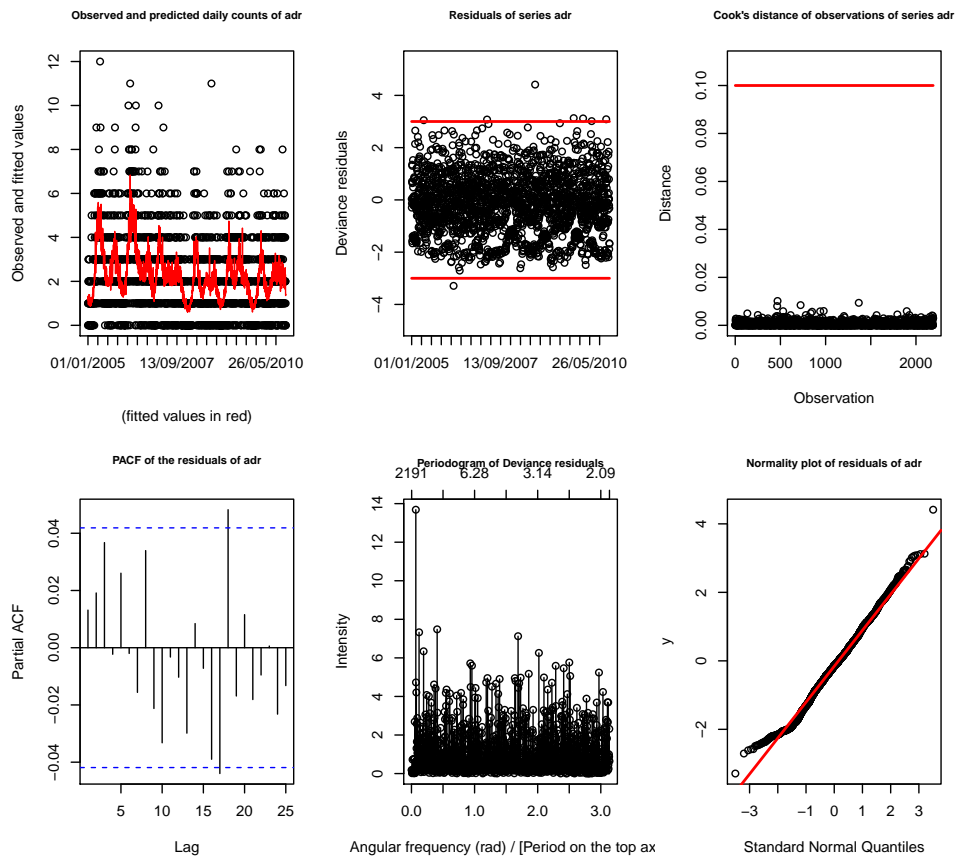 Observed and predicted daily counts of adr
Observed and fitted values
0 2 4 6 8 10 12
01/01/2005 13/09/2007 26/05/2010
(fitted values in red)
Residuals of series adr
Deviance residuals
−4 −2 0 2 4
01/01/2005 13/09/2007 26/05/2010
Cook's distance of observations of series adr
Distance
0.00 0.02 0.04 0.06 0.08 0.10
0 500 1000 2000
Observation
PACF of the residuals of adr
Partial ACF
−0.04 −0.02 0.00 0.02 0.04
5 10 15 20 25
Lag
Periodogram of Deviance residuals
2191 6.28 3.14 2.09
Intensity
0 2 4 6 8 10 12 14
0.0 1.0 2.0 3.0
Angular frequency (rad) / [Period on the top ax
Normality plot of residuals of adr
y
−2 0 2 4
−3 −1 0 1 2 3
Standard Normal Quantiles